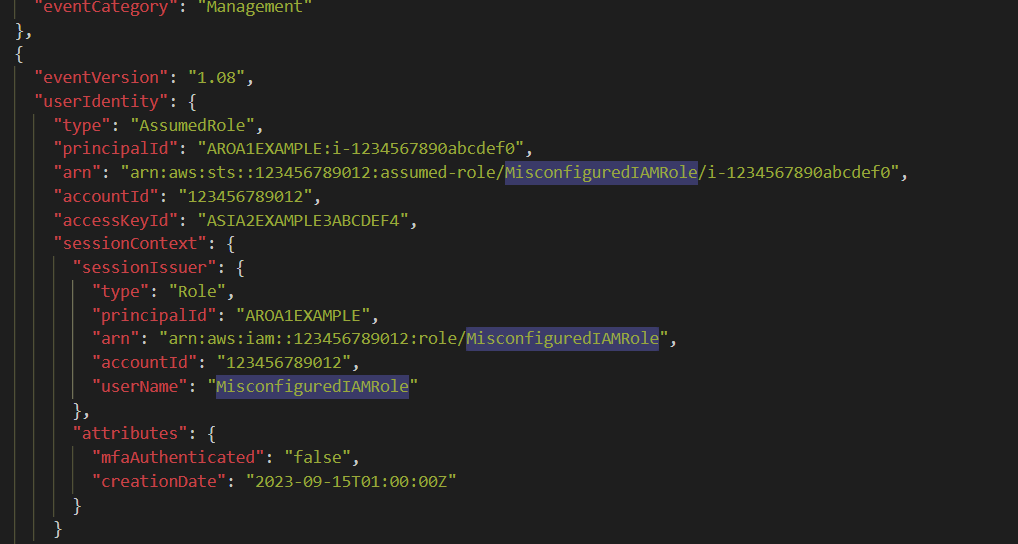 "eventCategory": "Management"
},
{
"eventVersion": "1.08",
"userIdentity": {
"type": "AssumedRole",
"principalId": "AROA1EXAMPLE:i-1234567890abcdef0",
"arn": "arn:aws:sts::123456789012:assumed-role/MisconfiguredIAMRole/i-1234567890abcdef0",
"accountId": "123456789012",
"accessKeyId": "ASIA2EXAMPLE3ABCDEF4",
"sessionContext": {
"sessionIssuer": {
"type": "Role",
"principalId": "AROA1EXAMPLE",
"arn": "arn:aws:iam::123456789012:role/MisconfiguredIAMRole",
"accountId": "123456789012",
"userName": "MisconfiguredIAMRole"
},
"attributes": {
"mfaAuthenticated": "false",
"creationDate": "2023-09-15T01:00:00Z"
}
}